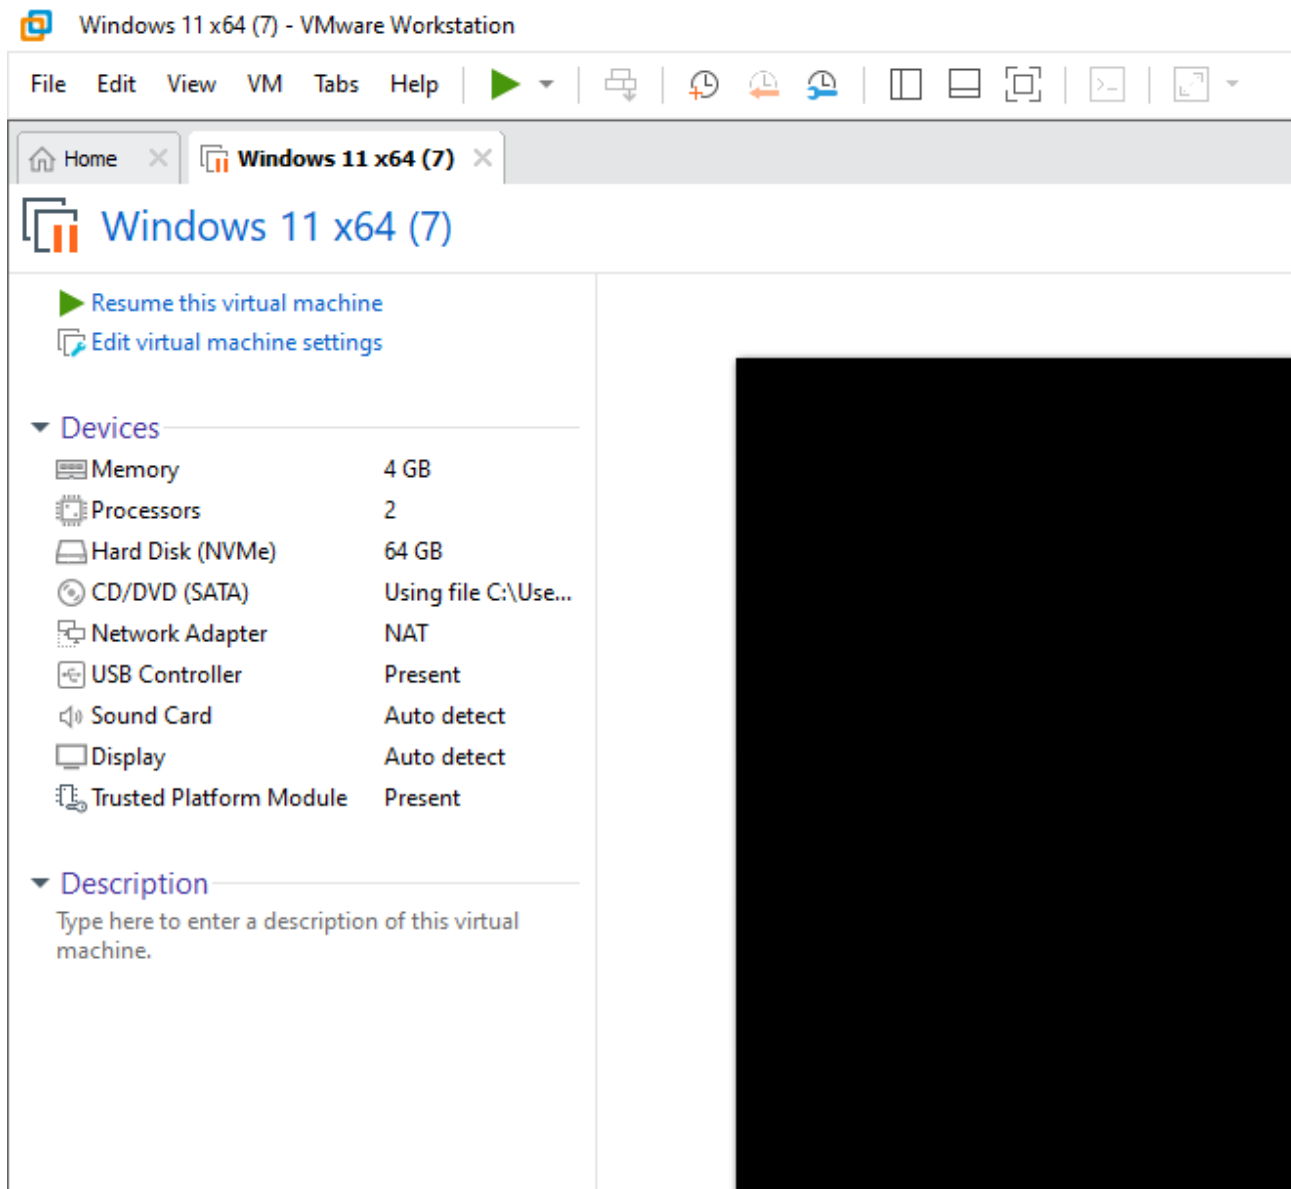 Windows 11 x64 (7) - VMware Workstation
File Edit View VM Tabs Help
Home Windows 11 x64 (7)
Windows 11 x64 (7)
Resume this virtual machine
Edit virtual machine settings
Devices
Memory 4 GB
Processors 2
Hard Disk (NVMe) 64 GB
CD/DVD (SATA) Using file C:\Use...
Network Adapter NAT
USB Controller Present
Sound Card Auto detect
Display Auto detect
Trusted Platform Module Present
Description
Type here to enter a description of this virtual
machine.